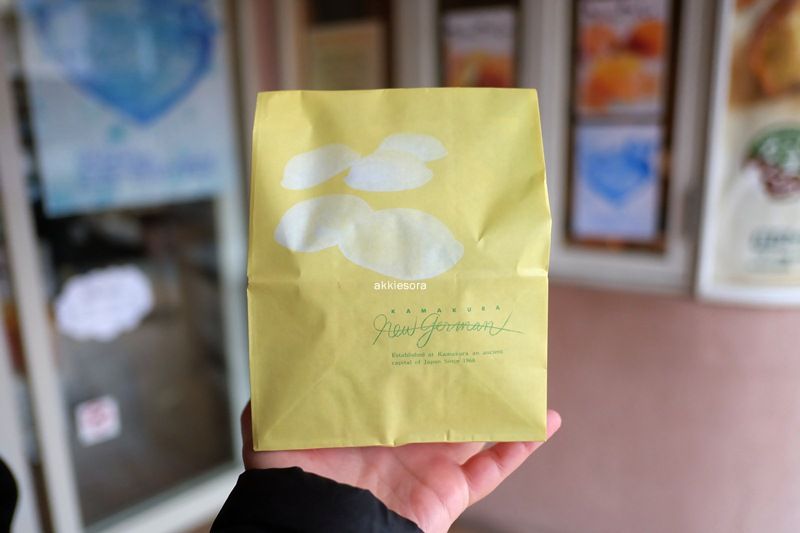 akkiesora
KAMAKURA
New German
Established at Kamakura an ancient
capital of Japan Since 1968